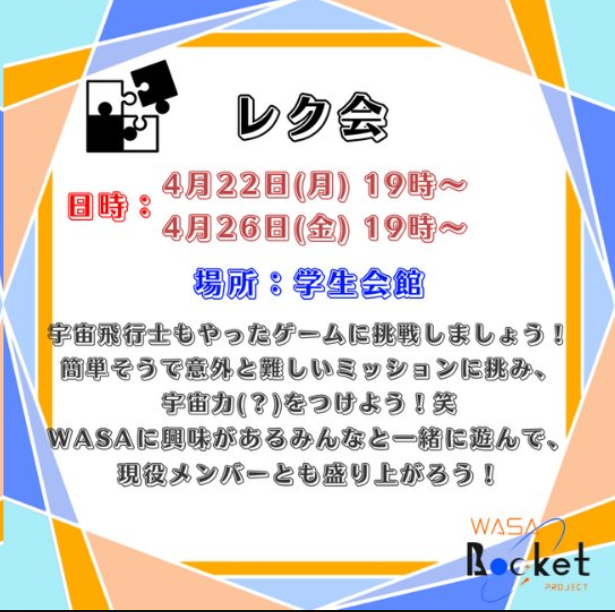 レク会
日時：
4月22日(月) 19時〜
4月26日(金) 19時〜
場所：学生会館
宇宙飛行士もやったゲームに挑戦しましょう！
簡単そうで意外と難しいミッションに挑み、
宇宙力(？)をつけよう！笑
WASAに興味があるみんなと一緒に遊んで、
現役メンバーとも盛り上がろう！
WASA
Rocket
PROJECT